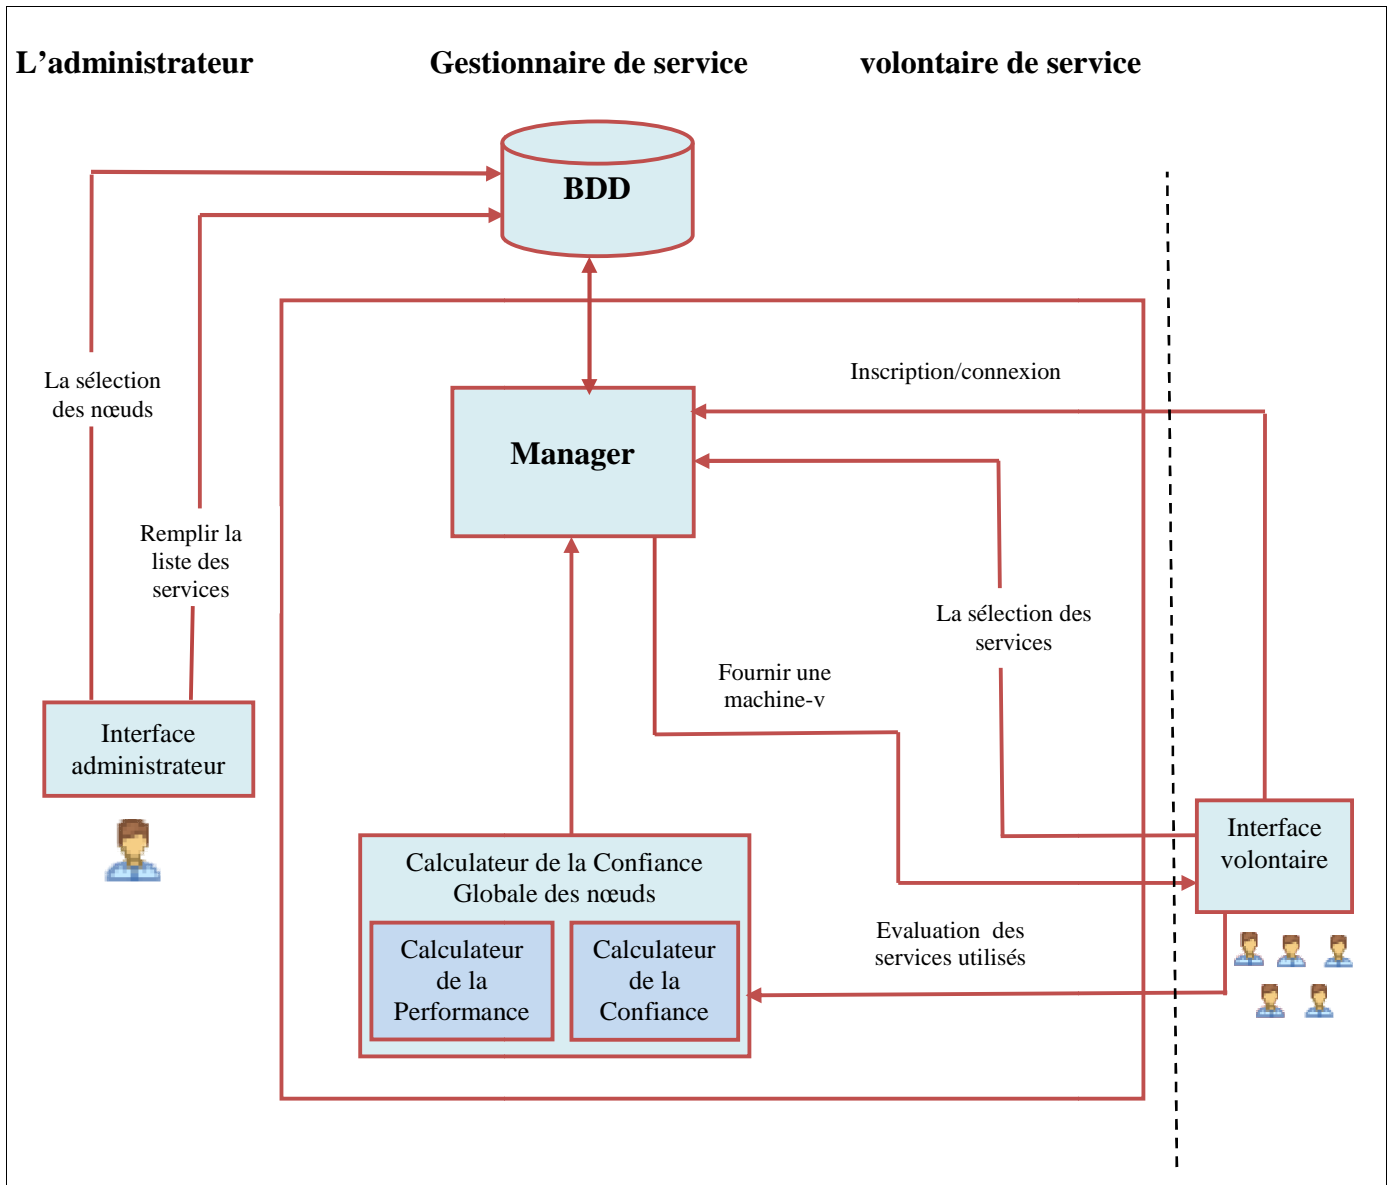 L’administrateur
Gestionnaire de service
volontaire de service
BDD
La sélection
des nœuds
Inscription/connexion
Manager
Remplir la
liste des
services
La sélection des
services
Fournir une
machine-v
Interface
administrateur
Interface
volontaire
Calculateur de la Confiance
Globale des nœuds
Calculateur
de la
Performance
Calculateur
de la
Confiance
Evaluation  des
services utilisés